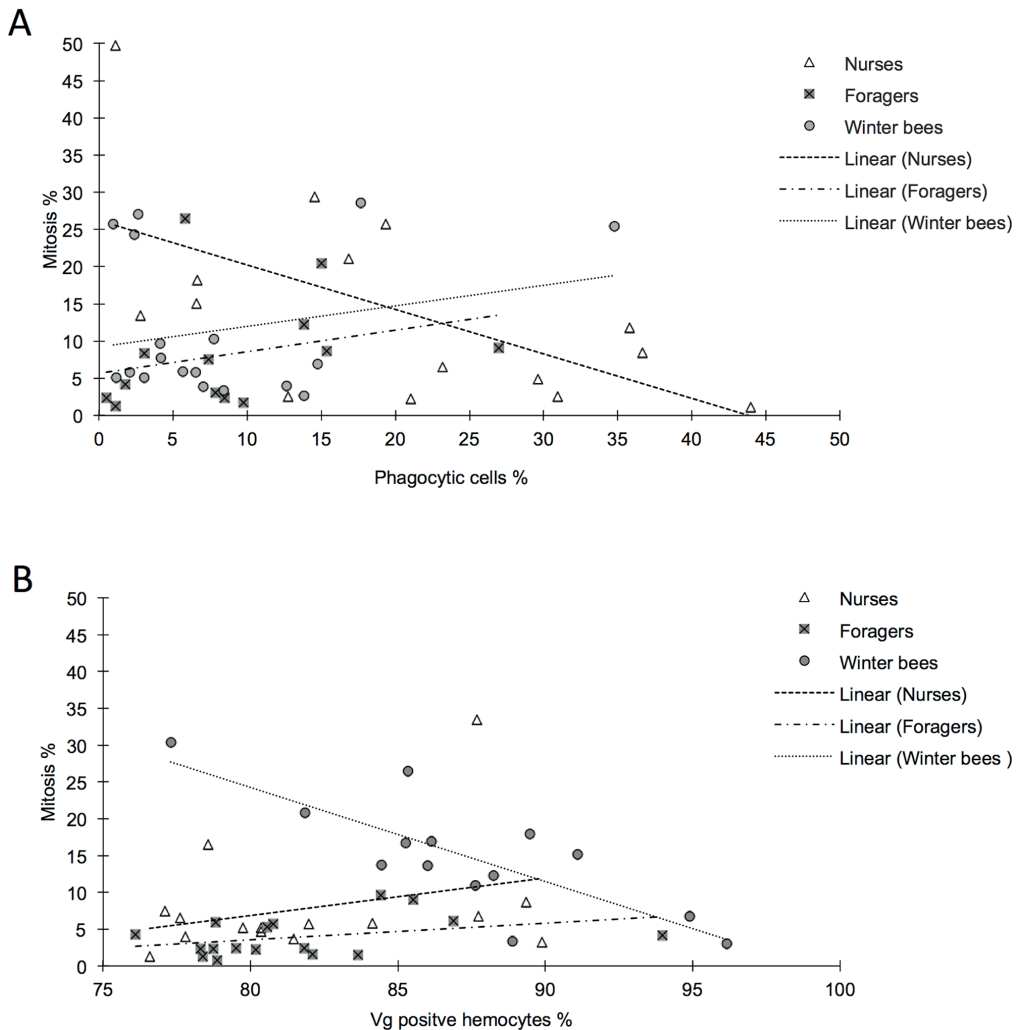 A
50
45
40
35
30
25
20
15
10
5
0
Mitosis %
0 5 10 15 20 25 30 35 40 45 50
Phagocytic cells %
Nurses
Foragers
Winter bees
Linear (Nurses)
Linear (Foragers)
Linear (Winter bees)
B
50
45
40
35
30
25
20
15
10
5
0
Mitosis %
75 80 85 90 95 100
Vg positve hemocytes %
Nurses
Foragers
Winter bees
Linear (Nurses)
Linear (Foragers)
Linear (Winter bees )